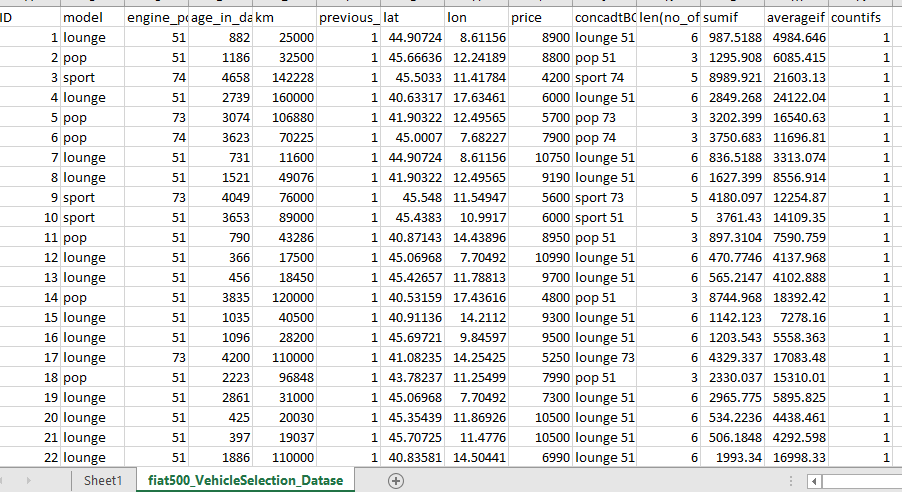 ID model engine_po age_in_da km previous_ lat lon price concadtBC len(no_of sumif averageif countifs
1 lounge 51 882 25000 1 44.90724 8.61156 8900 lounge 51 6 987.5188 4984.646 1
2 pop 51 1186 32500 1 45.66636 12.24189 8800 pop 51 3 1295.908 6085.415 1
3 sport 74 4658 142228 1 45.5033 11.41784 4200 sport 74 5 8989.921 21603.13 1
4 lounge 51 2739 160000 1 40.63317 17.63461 6000 lounge 51 6 2849.268 24122.04 1
5 pop 73 3074 106880 1 41.90322 12.49565 5700 pop 73 3 3202.399 16540.63 1
6 pop 74 3623 70225 1 45.0007 7.68227 7900 pop 74 3 3750.683 11696.81 1
7 lounge 51 731 11600 1 44.90724 8.61156 10750 lounge 51 6 836.5188 3313.074 1
8 lounge 51 1521 49076 1 41.90322 12.49565 9190 lounge 51 6 1627.399 8556.914 1
9 sport 73 4049 76000 1 45.548 11.54947 5600 sport 73 5 4180.097 12254.87 1
10 sport 51 3653 89000 1 45.4383 10.9917 6000 sport 51 5 3761.43 14109.35 1
11 pop 51 790 43286 1 40.87143 14.43896 8950 pop 51 3 897.3104 7590.759 1
12 lounge 51 366 17500 1 45.06968 7.70492 10990 lounge 51 6 470.7746 4137.968 1
13 lounge 51 456 18450 1 45.42657 11.78813 9700 lounge 51 6 565.2147 4102.888 1
14 pop 51 3835 120000 1 40.53159 17.43616 4800 pop 51 3 8744.968 18392.42 1
15 lounge 51 1035 40500 1 40.91136 14.2112 9300 lounge 51 6 1142.123 7278.16 1
16 lounge 51 1096 28200 1 45.69721 9.84597 9500 lounge 51 6 1203.543 5558.363 1
17 lounge 73 4200 110000 1 41.08235 14.25425 5250 lounge 73 6 4329.337 17083.48 1
18 pop 51 2223 96848 1 43.78237 11.25499 7990 pop 51 3 2330.037 15310.01 1
19 lounge 51 2861 31000 1 45.06968 7.70492 7300 lounge 51 6 2965.775 5895.825 1
20 lounge 51 425 20030 1 45.35439 11.86926 10500 lounge 51 6 534.2236 4438.461 1
21 lounge 51 397 19037 1 45.70725 11.4776 10500 lounge 51 6 506.1848 4292.598 1
22 lounge 51 1886 110000 1 40.83581 14.50441 6990 lounge 51 6 1993.34 16998.33 1
Sheet1 fiat500_VehicleSelection_Datase